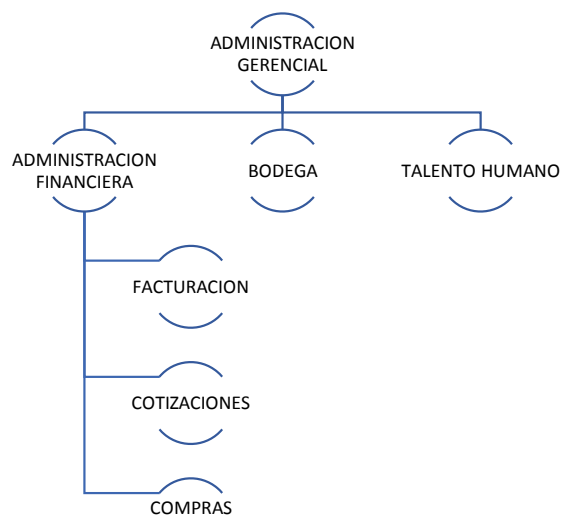 ADMINISTRACION
GERENCIAL
ADMINISTRACION
FINANCIERA
BODEGA
TALENTO HUMANO
FACTURACION
COTIZACIONES
COMPRAS